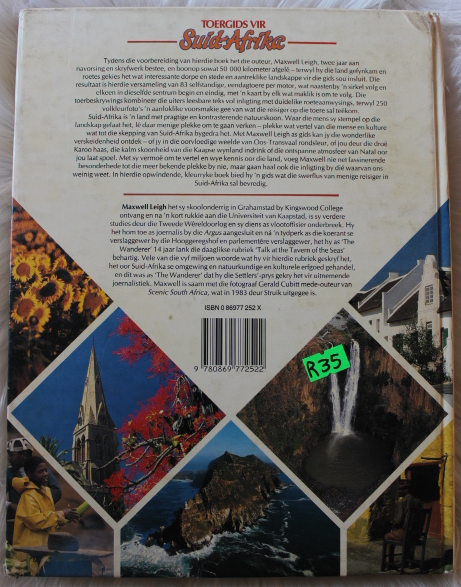 TOERGIDS VIR
Suid-Afrika
Tydens die voorbereiding van hierdie boek het die outeur, Maxwell Leigh, twee jaar aan
navorsing en skryfwerk bestee, en boonop sowat 50 000 kilometer afgelê – terwyl hy die land gefynkam en
roetes gekies het wat interessante dorpe en stede en aantreklike landskappe vir die gids sou insluit. Die
resultaat is hierdie versameling van 83 selfstandige, eendagtoere per motor, wat naastenby 'n sirkel volg en
elkeen in dieselfde sentrum begin en eindig, met 'n kaart by elk wat maklik is om te volg. Die
toerbeskrywings kombineer die uiters leesbare teks vol inligting met duidelike roeteaanwysings, terwyl 250
volkleurfoto's 'n aanloklike voorsmakie gee van wat die reisiger op die toere sal teëkom.
Suid-Afrika is 'n land met pragtige en kontrasterende natuurskoon. Waar die mens sy stempel op die
landskap gelaat het, lê daar menige plekke om te gaan verken – plekke wat vertel van die mense en kulture
wat tot die skepping van Suid-Afrika bygedra het. Met Maxwell Leigh as gids kan jy die wonderlike
verskeidenheid ontdek – of jy in die oorvloedige weelde van Oos-Transvaal rondsleur, of jou deur die droë
Karoo haas, die kalm skoonheid van die Kaapse wynland indrink of die ontspanne atmosfeer van Natal oor
jou laat spoel. Met sy vermoë om te vertel en wye kennis oor die land, voeg Maxwell nie net fassinerende
besonderhede tot die meer bekende plekke by nie, maar gaan haal ook die inligting by dié waarvan ons
weinig weet. In hierdie opwindende, kleurryke boek bied hy 'n gids wat die swerflus van menige reisiger in
Suid-Afrika sal bevredig.
Maxwell Leigh het sy skoolonderrig in Grahamstad by Kingswood College
ontvang en na 'n kort rukkie aan die Universiteit van Kaapstad, is sy verdere
studies deur die Tweede Wêreldoorlog en sy diens as vlootoffisier onderbreek. Hy
het hom toe as joernalis by die Argus aangesluit en ná 'n tydperk as die koerant se
verslaggewer by die Hooggeregshof en parlementêre verslaggewer, het hy as 'The
Wanderer' 14 jaar lank die daaglikse rubriek 'Talk at the Tavern of the Seas'
behartig. Vele van die vyf miljoen woorde wat hy vir hierdie rubriek geskryf het,
het oor Suid-Afrika se omgewing en natuurkundige en kulturele erfgoed gehandel,
en dit was as 'The Wanderer' dat hy die Settlers'-prys gekry het vir uitnemende
joernalistiek. Maxwell is saam met die fotograaf Gerald Cubitt mede-outeur van
Scenic South Africa, wat in 1983 deur Struik uitgegee is.
ISBN 0 86977 252 X
9 780869 772522
R35